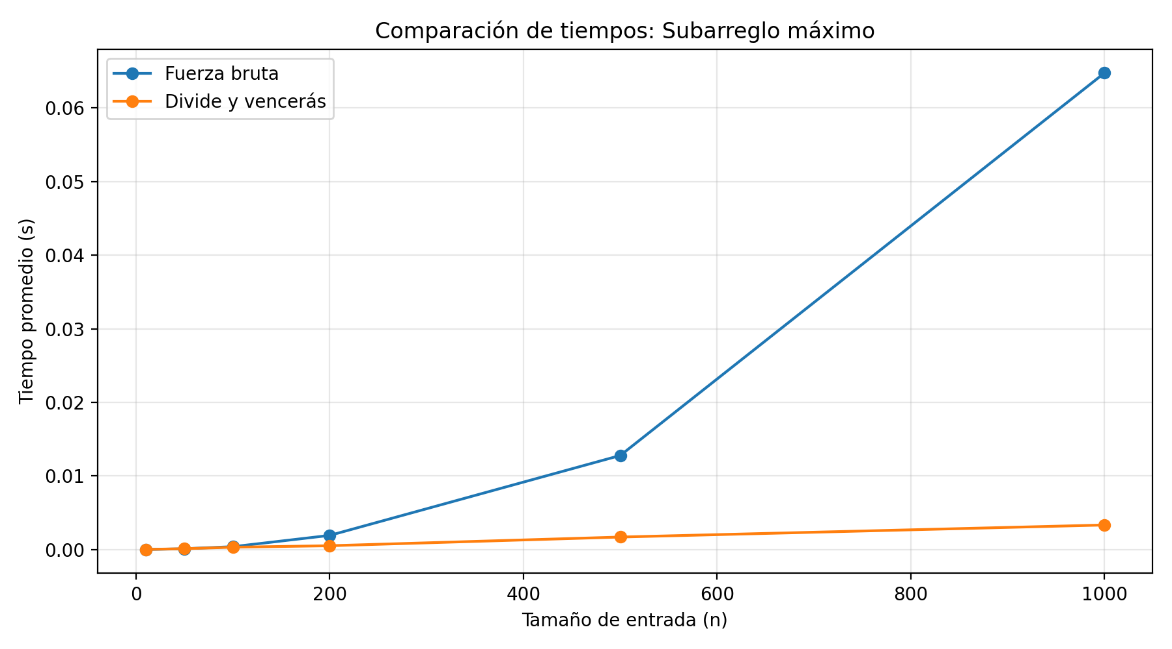 Comparación de tiempos: Subarreglo máximo
Fuerza bruta
Divide y vencerás
Tiempo promedio (s)
0.06
0.05
0.04
0.03
0.02
0.01
0.00
0 200 400 600 800 1000
Tamaño de entrada (n)